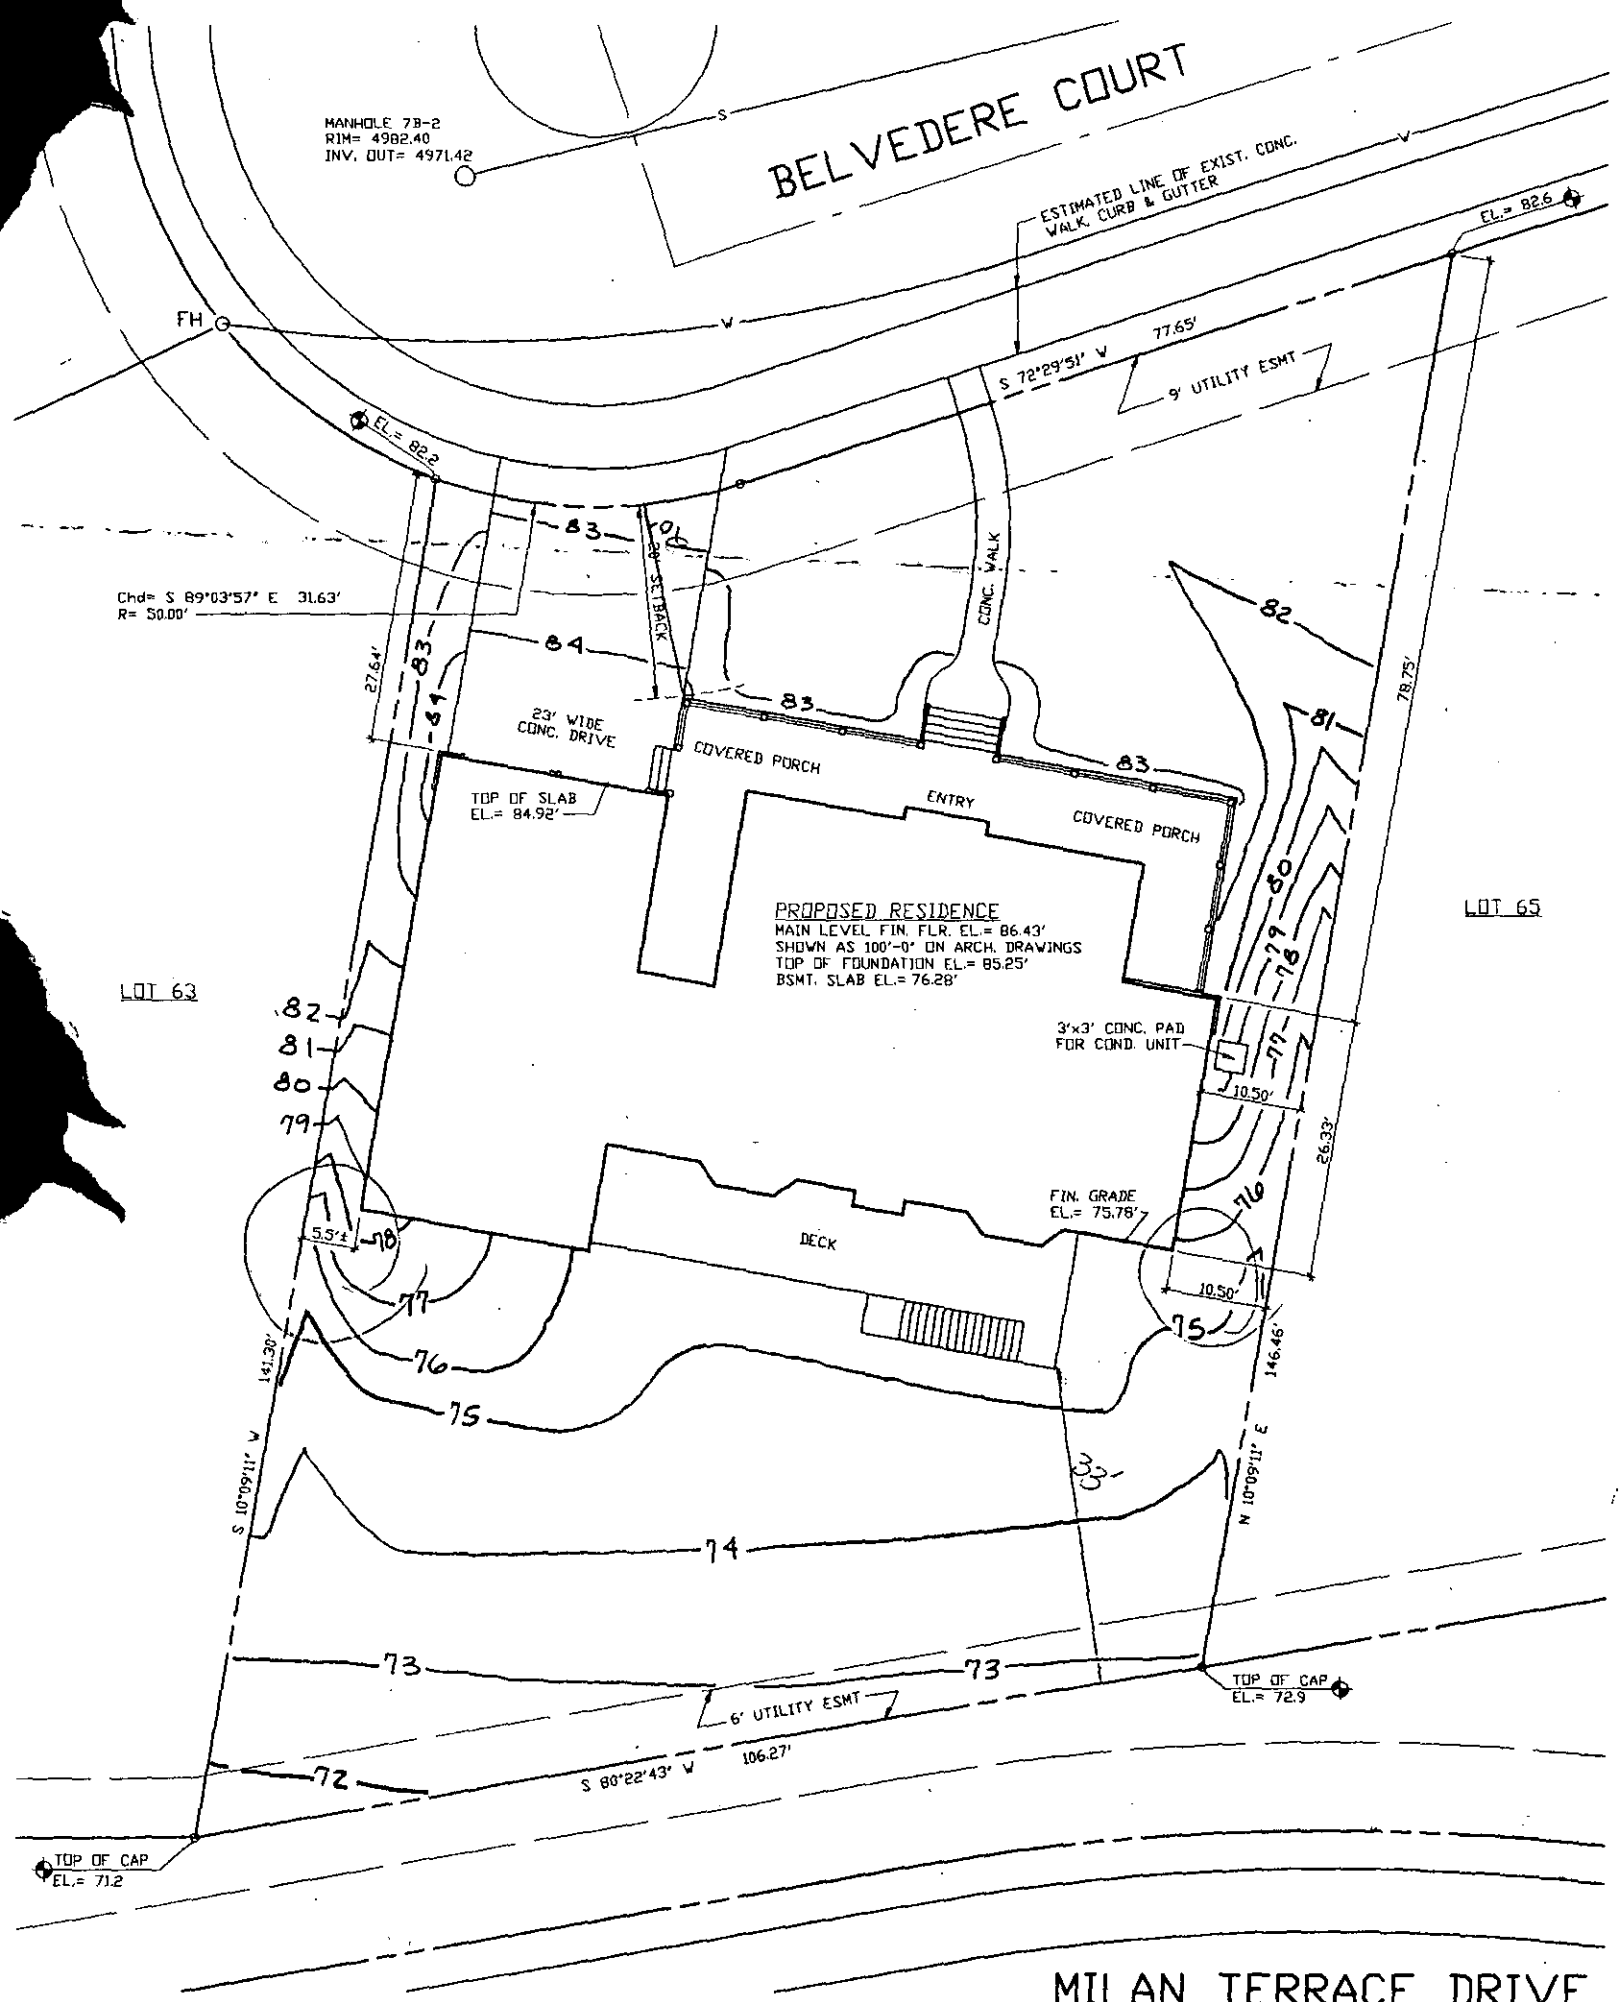 MANHOLE 7B-2
RIM= 4982.40
INV. OUT= 4971.42
S
BELVEDERE COURT
W
ESTIMATED LINE OF EXIST. CONC.
WALK, CURB & GUTTER
EL.= 82.6
FH
W
77.65'
S 72°29'51" W
9' UTILITY ESMT
EL.= 82.2
83
20' SETBACK
CONC. WALK
Chd= S 89°03'57" E 31.63'
R= 50.00'
82
84
83
27.64'
84
78.75'
83
81
23' WIDE
CONC. DRIVE
COVERED PORCH
83
TOP OF SLAB
EL.= 84.92'
ENTRY
COVERED PORCH
80
PROPOSED RESIDENCE
MAIN LEVEL FIN. FLR. EL.= 86.43'
SHOWN AS 100'-0" ON ARCH. DRAWINGS
TOP OF FOUNDATION EL.= 85.25'
BSMT. SLAB EL.= 76.28'
LOT 65
79
78
LOT 63
82
81
3'x3' CONC. PAD
FOR COND. UNIT
77
80
10.50'
79
26.33'
FIN. GRADE
EL.= 75.78'
76
5.5'±
78
DECK
10.50'
77
75
76
141.38'
146.46'
75
S 10°09'11" W
33'
N 10°09'11" E
74
73
73
TOP OF CAP
EL.= 72.9
6' UTILITY ESMT
106.27'
S 80°22'43" W
72
TOP OF CAP
EL.= 71.2
MILAN TERRACE DRIVE